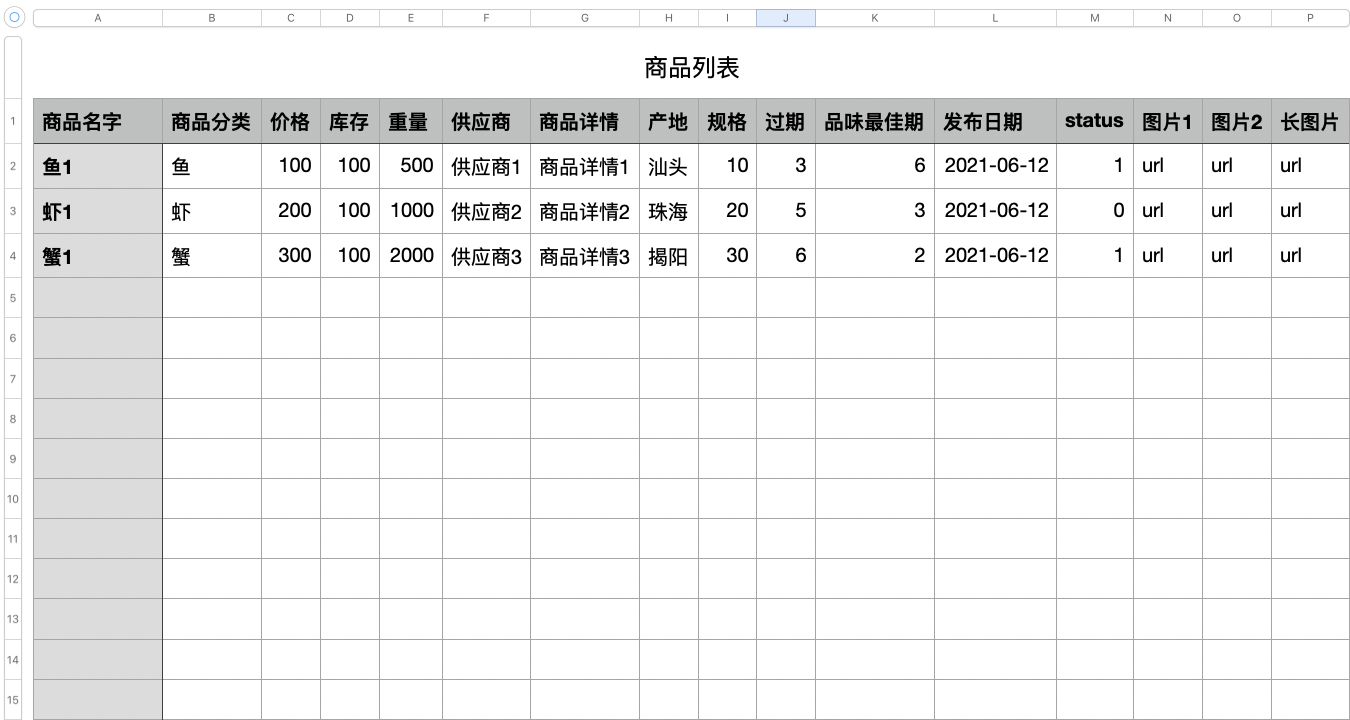 A B C D E F G H I J K L M N O P
商品列表
1 商品名字 商品分类 价格 库存 重量 供应商 商品详情 产地 规格 过期 品味最佳期 发布日期 status 图片1 图片2 长图片
2 鱼1 鱼 100 100 500 供应商1 商品详情1 汕头 10 3 6 2021-06-12 1 url url url
3 虾1 虾 200 100 1000 供应商2 商品详情2 珠海 20 5 3 2021-06-12 0 url url url
4 蟹1 蟹 300 100 2000 供应商3 商品详情3 揭阳 30 6 2 2021-06-12 1 url url url
5
6
7
8
9
10
11
12
13
14
15